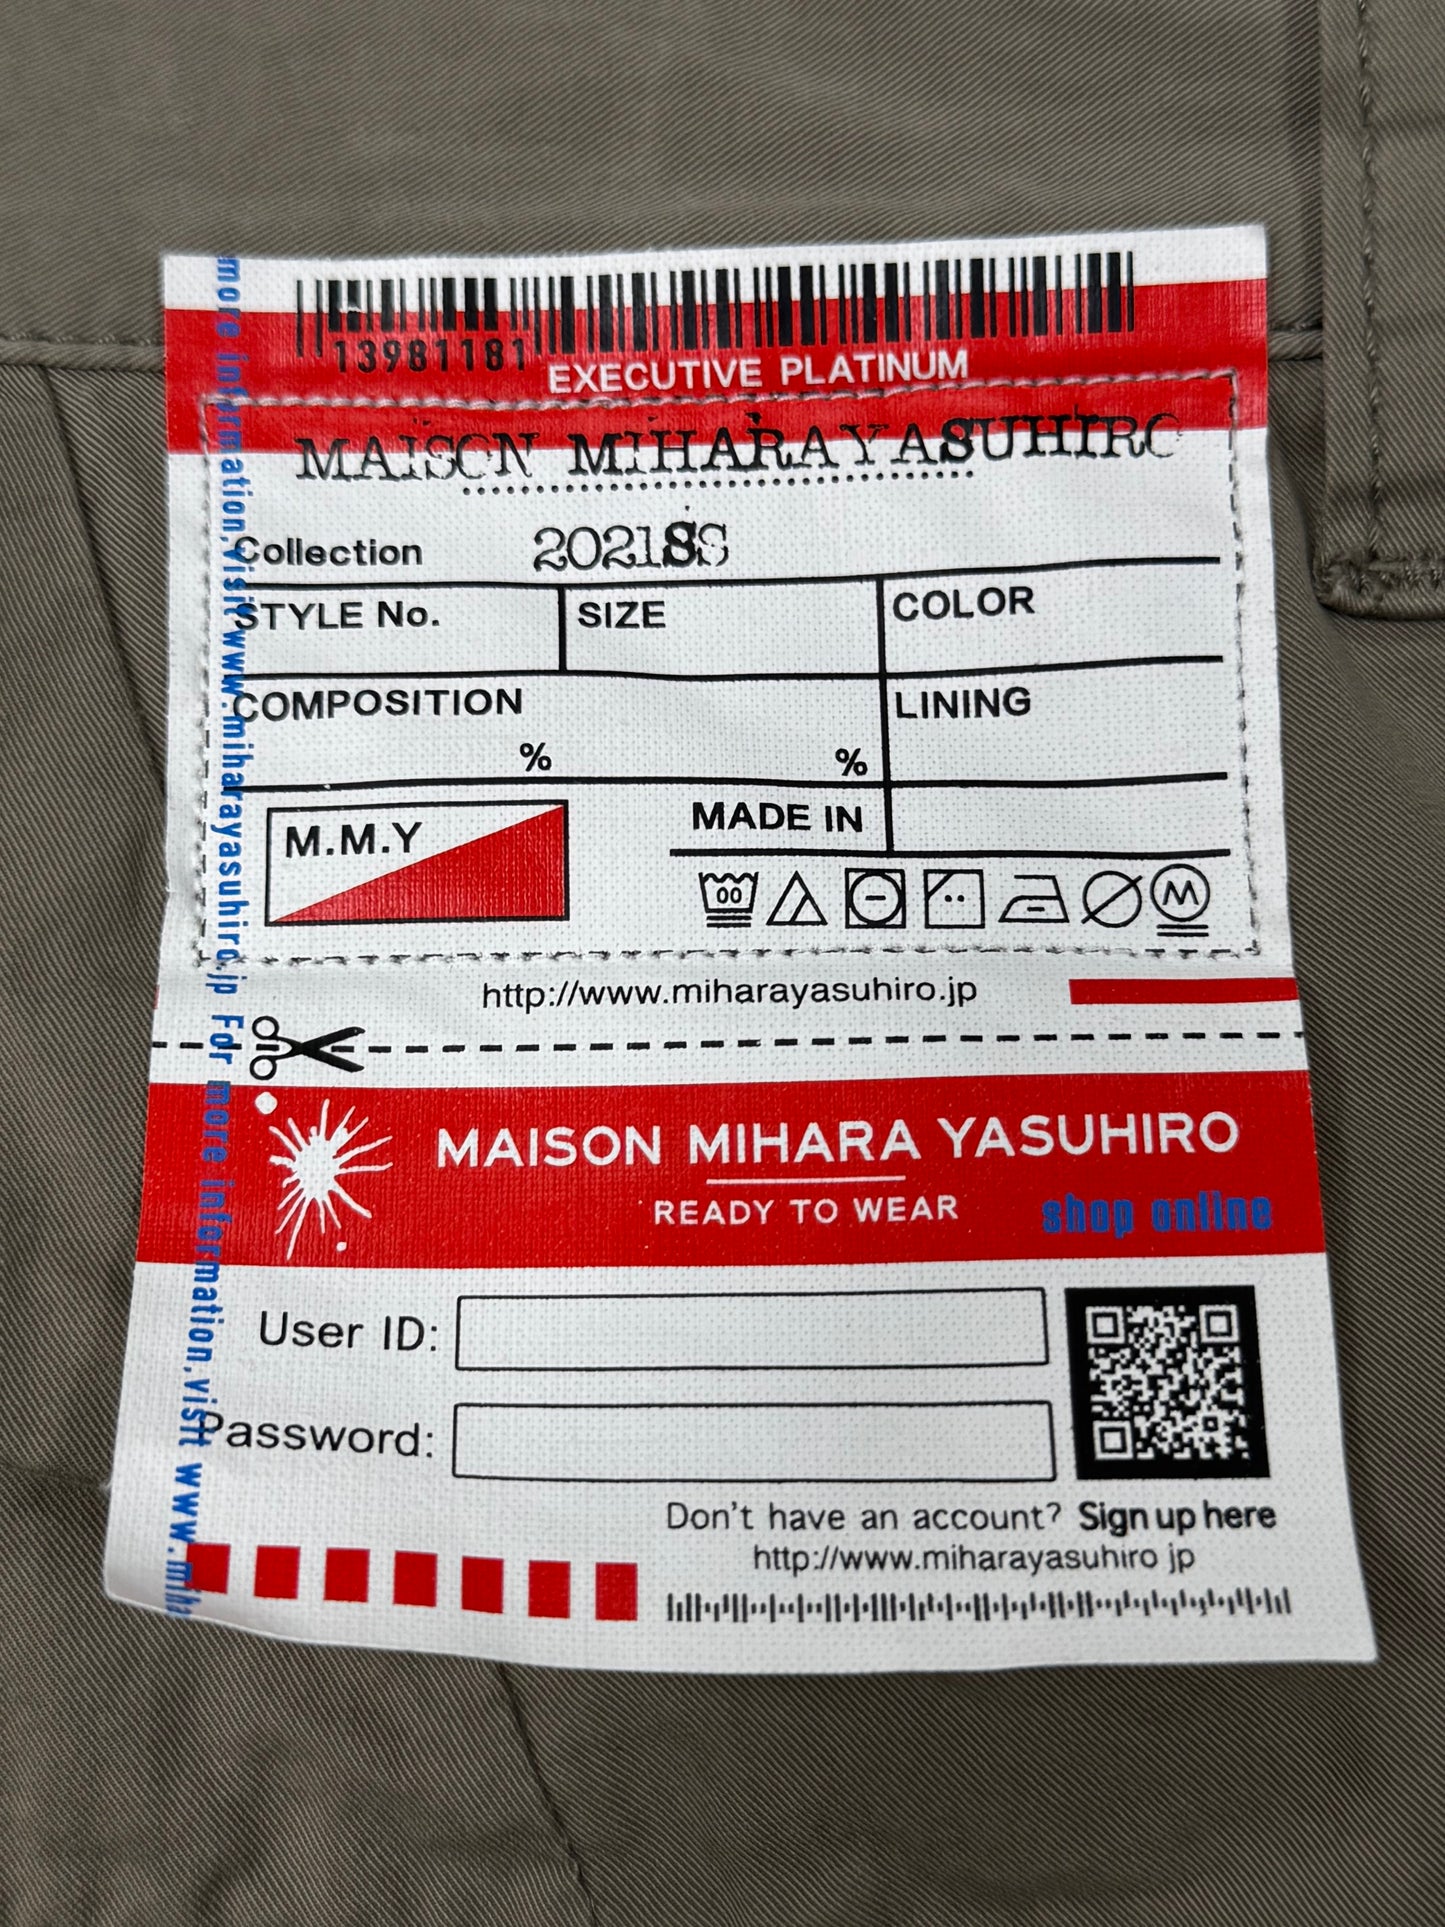 13981181
EXECUTIVE PLATINUM
MAISON MIHARAYASUHIRO
Collection 2021SS
STYLE No. SIZE COLOR
COMPOSITION LINING
% %
M.M.Y MADE IN
00
M
http://www.miharayasuhiro.jp
MAISON MIHARA YASUHIRO
READY TO WEAR shop online
User ID:
Password:
Don't have an account? Sign up here
http://www.miharayasuhiro jp
more information,visit www.miharayasuhiro.jp For more information,visit www.miha